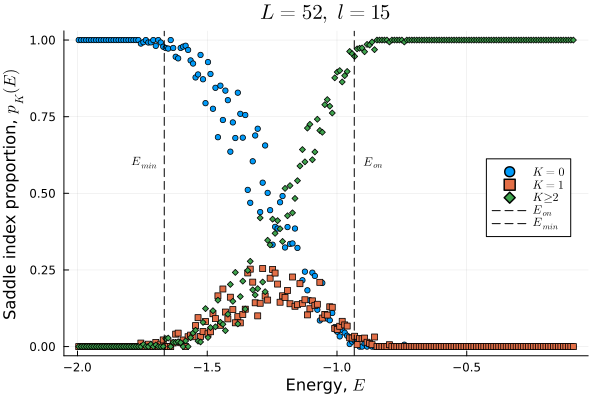 L = 52, l = 15
Saddle index proportion, p_K(E)
1.00
0.75
0.50
0.25
0.00
E_min
E_on
K = 0
K = 1
K ≥ 2
E_on
E_min
−2.0 −1.5 −1.0 −0.5
Energy, E